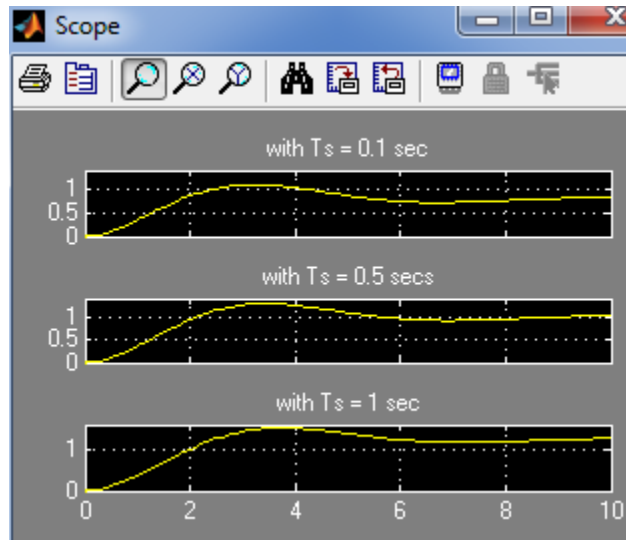 Scope
with Ts = 0.1 sec
1
0.5
0
with Ts = 0.5 secs
1
0.5
0
with Ts = 1 sec
1
0
0 2 4 6 8 10